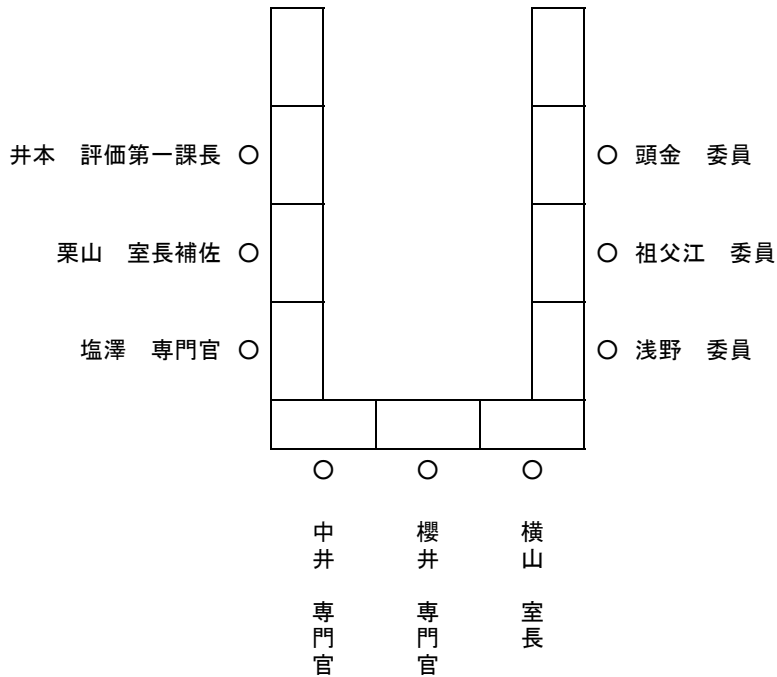 井本　評価第一課長 ○
○ 頭金　委員
栗山　室長補佐 ○
○ 祖父江　委員
塩澤　専門官 ○
○ 浅野　委員
○
○
○
中井　専門官
櫻井　専門官
横山　室長